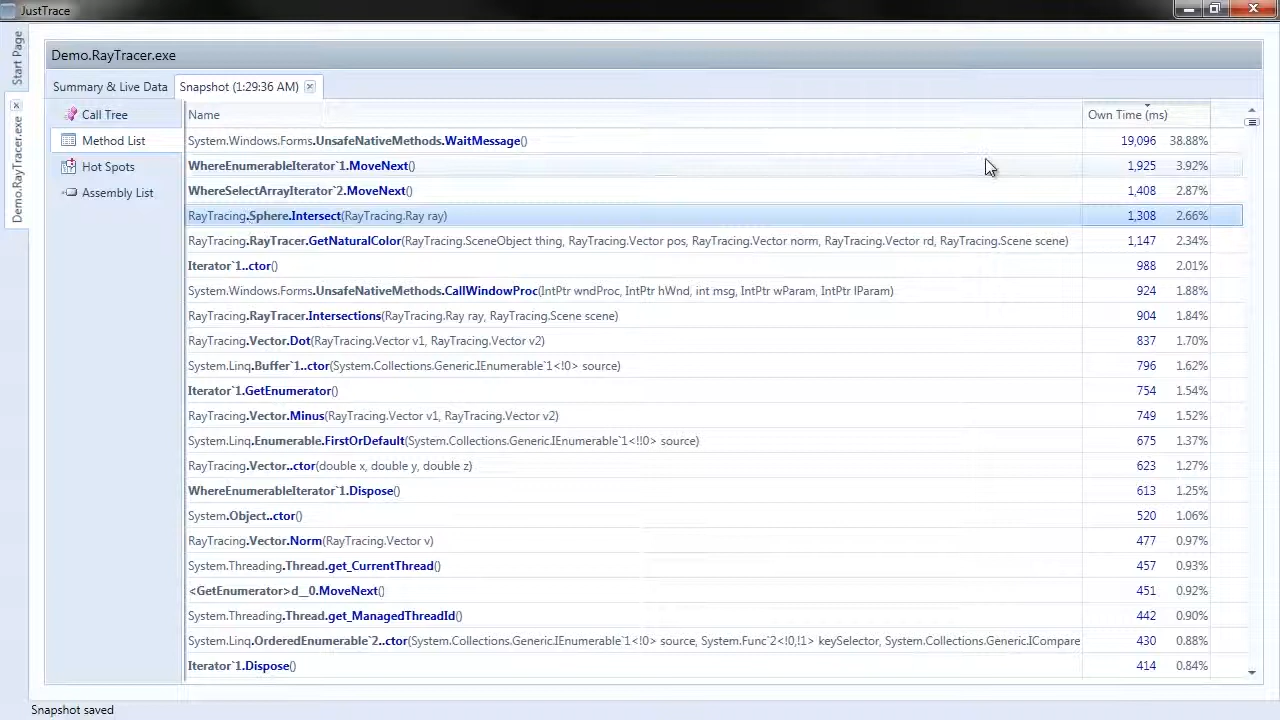 JustTrace
Start Page
Demo.RayTracer.exe
Demo.RayTracer.exe
Summary & Live Data
Snapshot (1:29:36 AM)
Call Tree
Method List
Hot Spots
Assembly List
Name Own Time (ms)
System.Windows.Forms.UnsafeNativeMethods.WaitMessage() 19,096 38.88%
WhereEnumerableIterator`1.MoveNext() 1,925 3.92%
WhereSelectArrayIterator`2.MoveNext() 1,408 2.87%
RayTracing.Sphere.Intersect(RayTracing.Ray ray) 1,308 2.66%
RayTracing.RayTracer.GetNaturalColor(RayTracing.SceneObject thing, RayTracing.Vector pos, RayTracing.Vector norm, RayTracing.Vector rd, RayTracing.Scene scene) 1,147 2.34%
Iterator`1..ctor() 988 2.01%
System.Windows.Forms.UnsafeNativeMethods.CallWindowProc(IntPtr wndProc, IntPtr hWnd, int msg, IntPtr wParam, IntPtr lParam) 924 1.88%
RayTracing.RayTracer.Intersections(RayTracing.Ray ray, RayTracing.Scene scene) 904 1.84%
RayTracing.Vector.Dot(RayTracing.Vector v1, RayTracing.Vector v2) 837 1.70%
System.Linq.Buffer`1..ctor(System.Collections.Generic.IEnumerable`1<!0> source) 796 1.62%
Iterator`1.GetEnumerator() 754 1.54%
RayTracing.Vector.Minus(RayTracing.Vector v1, RayTracing.Vector v2) 749 1.52%
System.Linq.Enumerable.FirstOrDefault(System.Collections.Generic.IEnumerable`1<!!0> source) 675 1.37%
RayTracing.Vector..ctor(double x, double y, double z) 623 1.27%
WhereEnumerableIterator`1.Dispose() 613 1.25%
System.Object..ctor() 520 1.06%
RayTracing.Vector.Norm(RayTracing.Vector v) 477 0.97%
System.Threading.Thread.get_CurrentThread() 457 0.93%
<GetEnumerator>d__0.MoveNext() 451 0.92%
System.Threading.Thread.get_ManagedThreadId() 442 0.90%
System.Linq.OrderedEnumerable`2..ctor(System.Collections.Generic.IEnumerable`1<!0> source, System.Func`2<!0,!1> keySelector, System.Collections.Generic.ICompare 430 0.88%
Iterator`1.Dispose() 414 0.84%
Snapshot saved